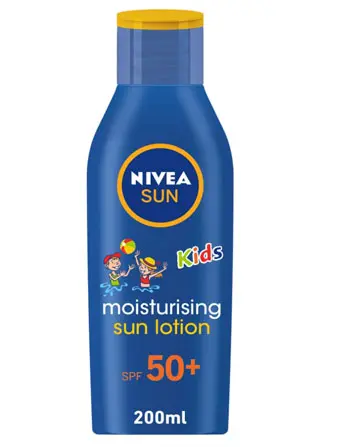 NIVEA
SUN
Kids
moisturising
sun lotion
SPF 50+
200ml